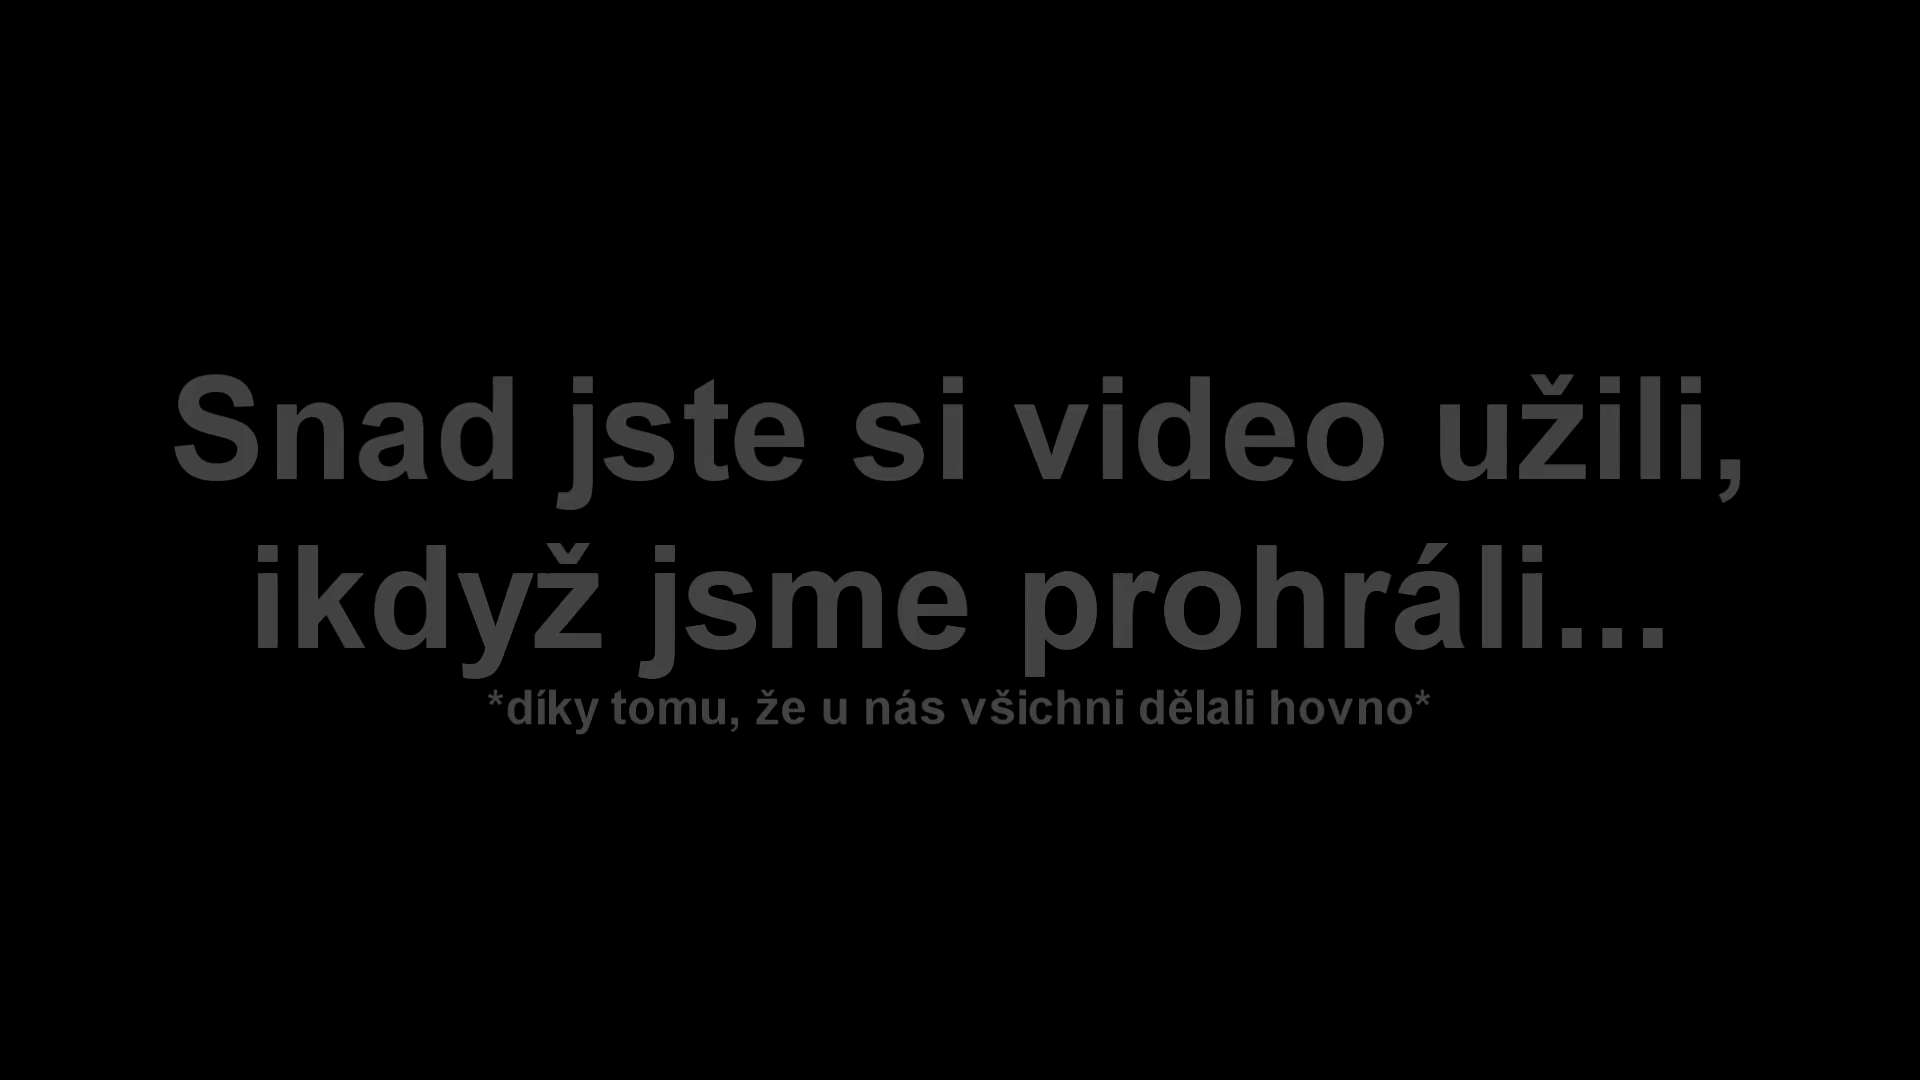 Snad jste si video užili,
ikdyž jsme prohráli...
*díky tomu, že u nás všichni dělali hovno*